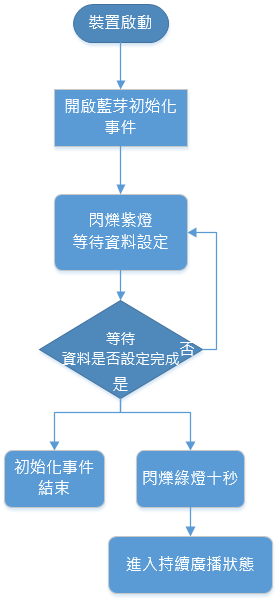 裝置啟動
開啟藍芽初始化
事件
閃爍紫燈
等待資料設定
等待
資料是否設定完成
否
是
初始化事件
結束
閃爍綠燈十秒
進入持續廣播狀態